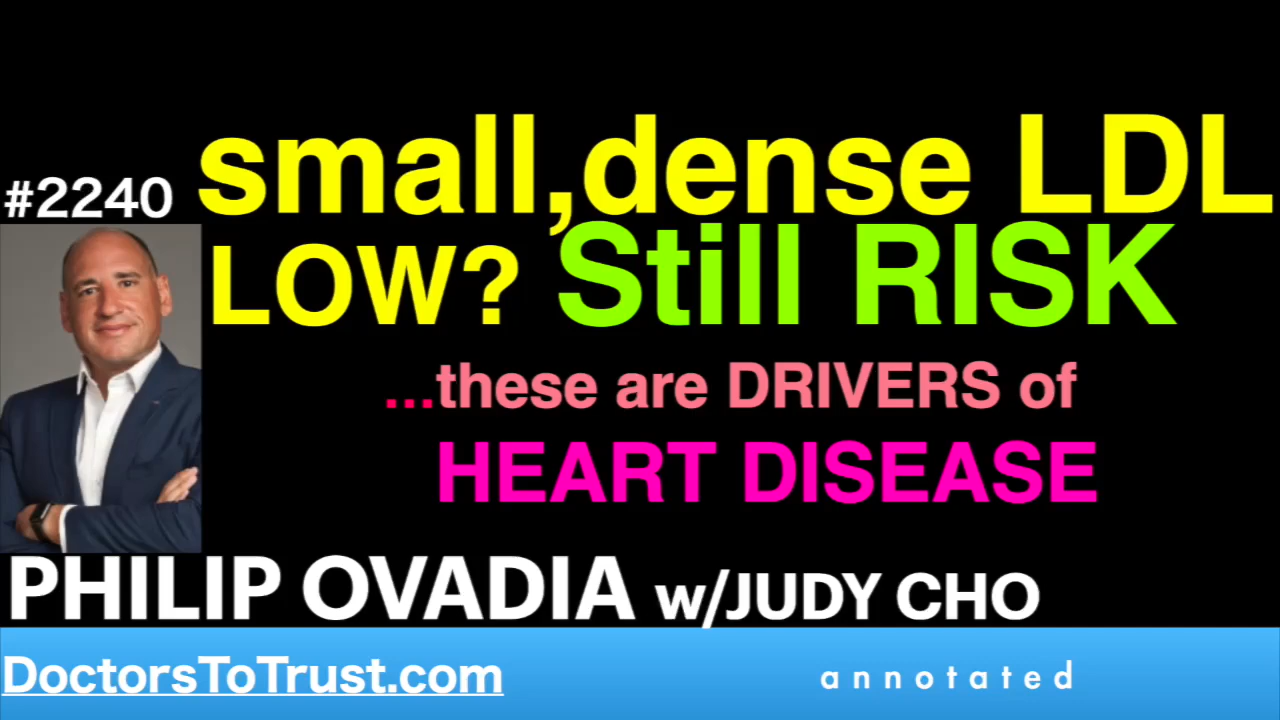 #2240 small,dense LDL
LOW? Still RISK
...these are DRIVERS of
HEART DISEASE
PHILIP OVADIA w/JUDY CHO
DoctorsToTrust.com annotated